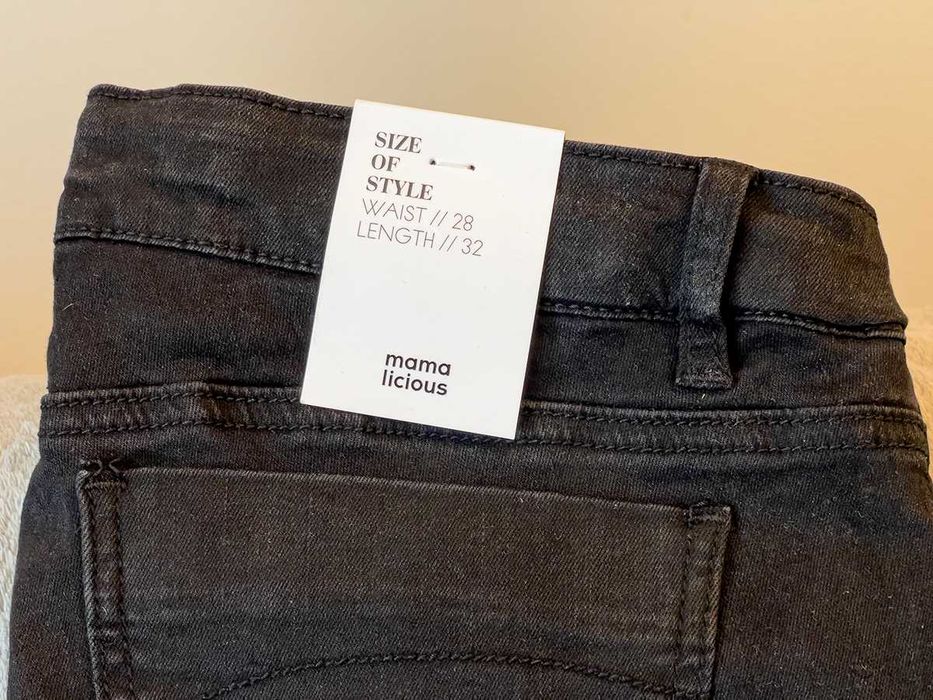 SIZE
OF
STYLE
WAIST // 28
LENGTH // 32
mama
licious